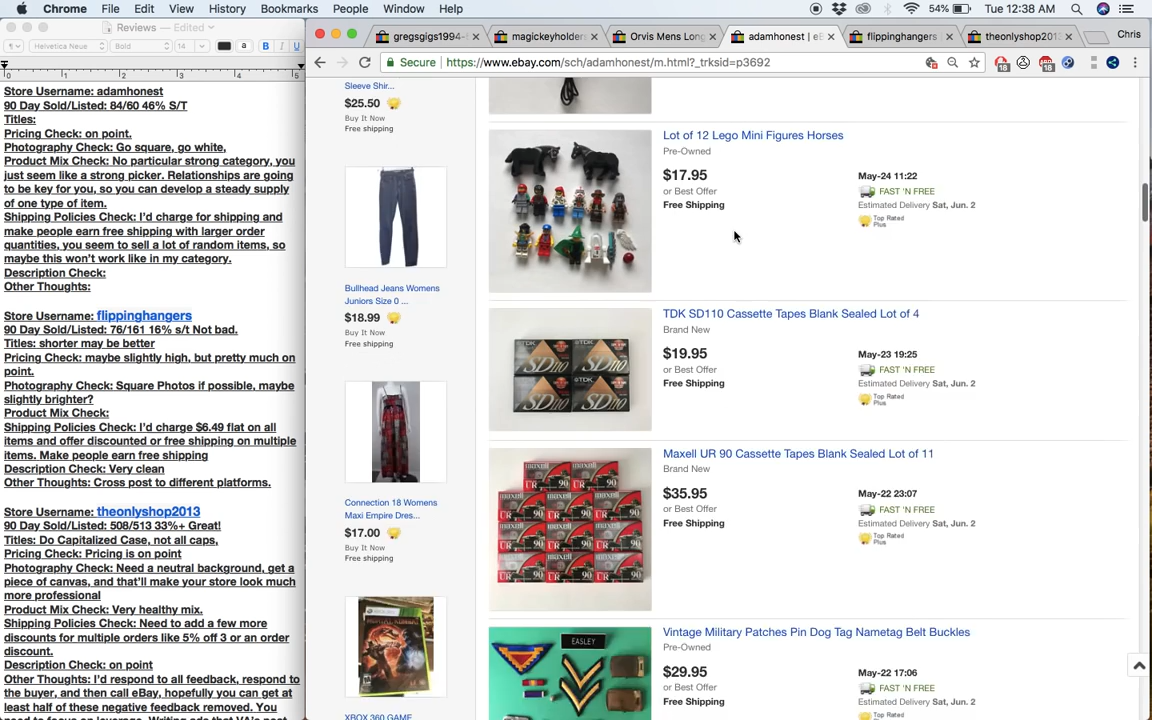 Chrome File Edit View History Bookmarks People Window Help 54% Tue 12:38 AM
Reviews — Edited
Helvetica Neue Bold 14 a B I U
0 1 2 3 4 5
Store Username: adamhonest
90 Day Sold/Listed: 84/60 46% S/T
Titles:
Pricing Check: on point.
Photography Check: Go square, go white,
Product Mix Check: No particular strong category, you
just seem like a strong picker. Relationships are going
to be key for you, so you can develop a steady supply
of one type of item.
Shipping Policies Check: I'd charge for shipping and
make people earn free shipping with larger order
quantities, you seem to sell a lot of random items, so
maybe this won't work like in my category.
Description Check:
Other Thoughts:
Store Username: flippinghangers
90 Day Sold/Listed: 76/161 16% s/t Not bad.
Titles: shorter may be better
Pricing Check: maybe slightly high, but pretty much on
point.
Photography Check: Square Photos if possible, maybe
slightly brighter?
Product Mix Check:
Shipping Policies Check: I'd charge $6.49 flat on all
items and offer discounted or free shipping on multiple
items. Make people earn free shipping
Description Check: Very clean
Other Thoughts: Cross post to different platforms.
Store Username: theonlyshop2013
90 Day Sold/Listed: 508/513 33%+ Great!
Titles: Do Capitalized Case, not all caps,
Pricing Check: Pricing is on point
Photography Check: Need a neutral background, get a
piece of canvas, and that'll make your store look much
more professional
Product Mix Check: Very healthy mix.
Shipping Policies Check: Need to add a few more
discounts for multiple orders like 5% off 3 or an order
discount.
Description Check: on point
Other Thoughts: I'd respond to all feedback, respond to
the buyer, and then call eBay, hopefully you can get at
least half of these negative feedback removed. You
gregsgigs1994- magickeyholder Orvis Mens Long adamhonest | eB flippinghangers theonlyshop2013 Chris
Secure https://www.ebay.com/sch/adamhonest/m.html?_trksid=p3692 18 18
Sleeve Shir...
$25.50
Buy It Now
Free shipping
Bullhead Jeans Womens
Juniors Size 0 ...
$18.99
Buy It Now
Free shipping
Connection 18 Womens
Maxi Empire Dres...
$17.00
Buy It Now
Free shipping
XBOX 360 GAME
Lot of 12 Lego Mini Figures Horses
Pre-Owned
$17.95
or Best Offer
Free Shipping
May-24 11:22
FAST 'N FREE
Estimated Delivery Sat, Jun. 2
Top Rated
Plus
TDK SD110 Cassette Tapes Blank Sealed Lot of 4
Brand New
$19.95
or Best Offer
Free Shipping
May-23 19:25
FAST 'N FREE
Estimated Delivery Sat, Jun. 2
Top Rated
Plus
Maxell UR 90 Cassette Tapes Blank Sealed Lot of 11
Brand New
$35.95
or Best Offer
Free Shipping
May-22 23:07
FAST 'N FREE
Estimated Delivery Sat, Jun. 2
Top Rated
Plus
Vintage Military Patches Pin Dog Tag Nametag Belt Buckles
Pre-Owned
$29.95
or Best Offer
Free Shipping
May-22 17:06
FAST 'N FREE
Estimated Delivery Sat, Jun. 2
Top Rated
EASLEY